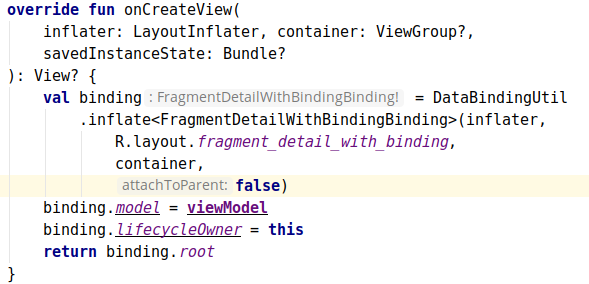 override fun onCreateView(
    inflater: LayoutInflater, container: ViewGroup?,
    savedInstanceState: Bundle?
): View? {
    val binding : FragmentDetailWithBindingBinding! = DataBindingUtil
        .inflate<FragmentDetailWithBindingBinding>(inflater,
            R.layout.fragment_detail_with_binding,
            container,
            attachToParent: false)
    binding.model = viewModel
    binding.lifecycleOwner = this
    return binding.root
}